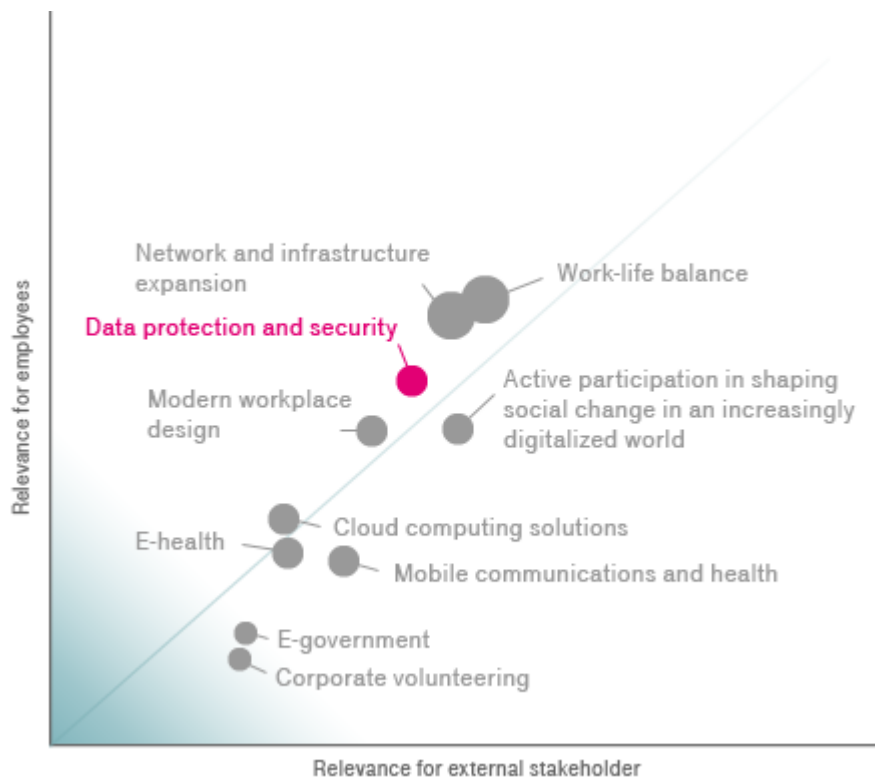 Network and infrastructure
expansion
Work-life balance
Data protection and security
Modern workplace
design
Active participation in shaping
social change in an increasingly
digitalized world
Cloud computing solutions
E-health
Mobile communications and health
E-government
Corporate volunteering
Relevance for employees
Relevance for external stakeholder